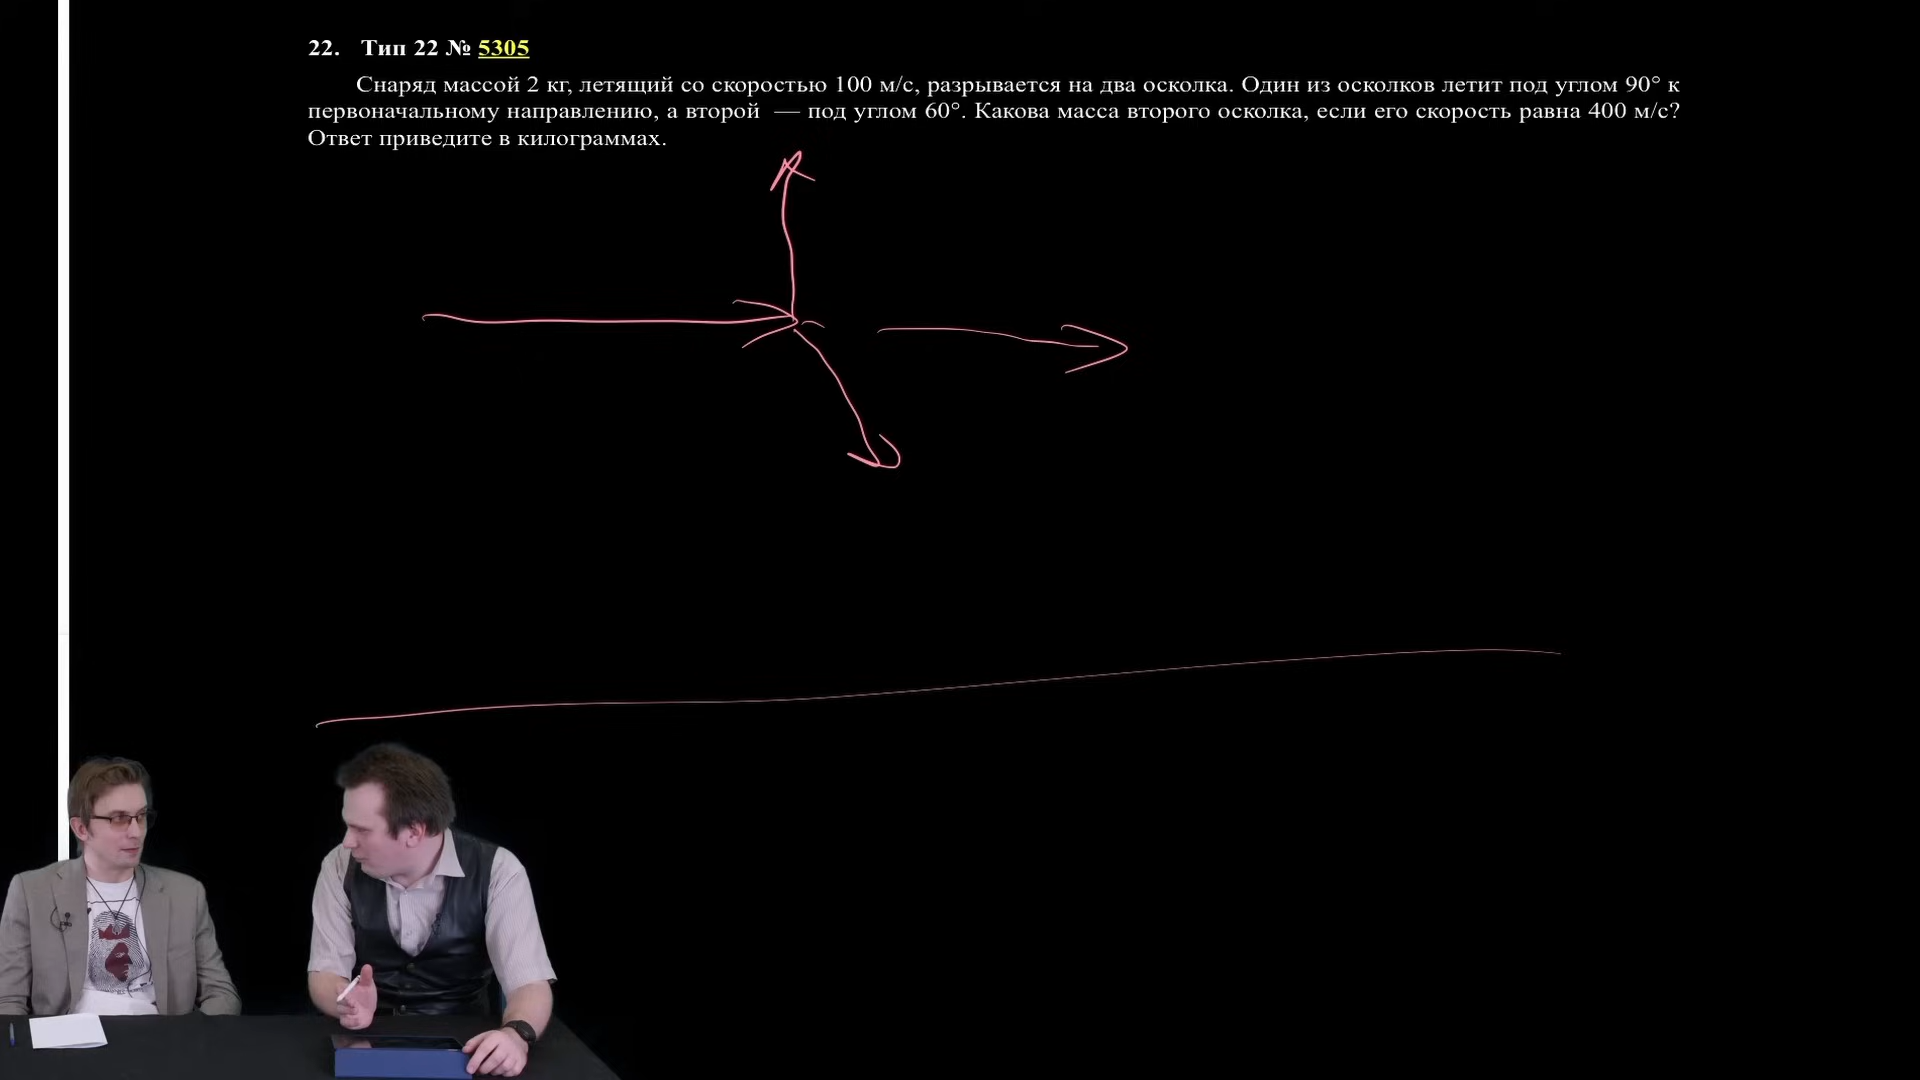 22. Тип 22 № 5305
Снаряд массой 2 кг, летящий со скоростью 100 м/с, разрывается на два осколка. Один из осколков летит под углом 90° к
первоначальному направлению, а второй — под углом 60°. Какова масса второго осколка, если его скорость равна 400 м/с?
Ответ приведите в килограммах.